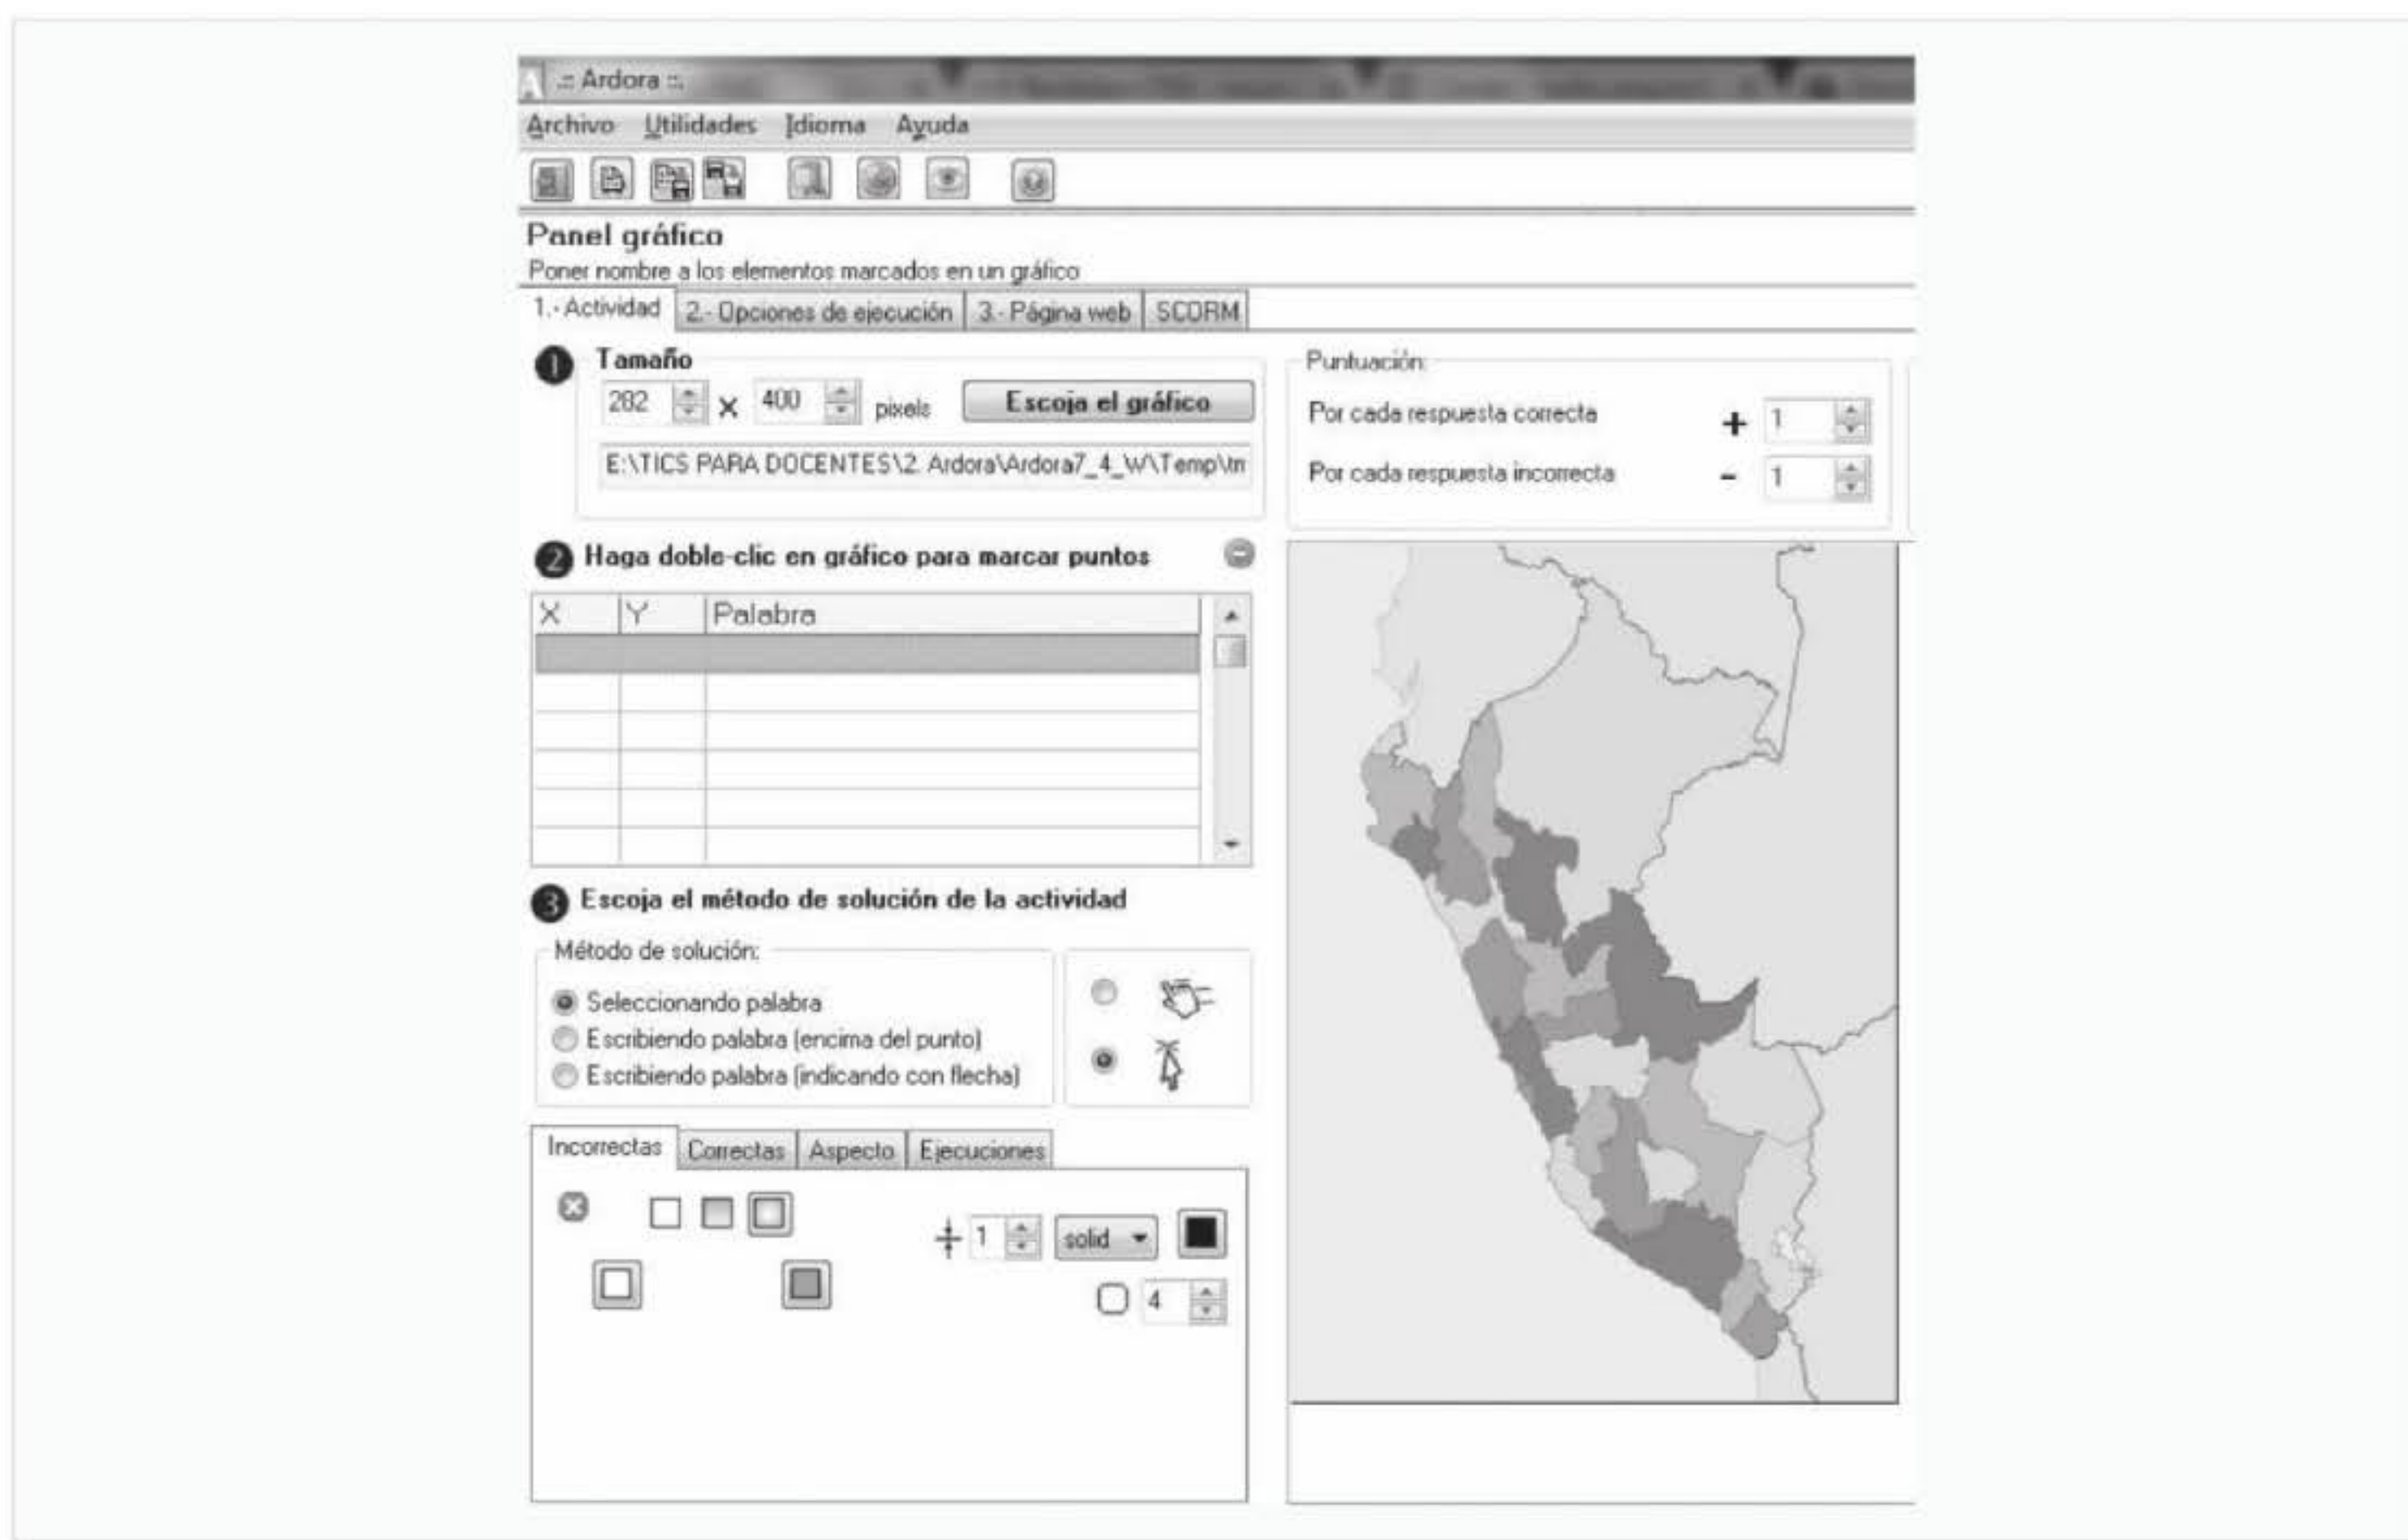 .:: Ardora ::.
Archivo Utilidades Idioma Ayuda
Panel gráfico
Poner nombre a los elementos marcados en un gráfico
1.- Actividad 2.- Opciones de ejecución 3.- Página web SCORM
1 Tamaño
282 x 400 pixels Escoja el gráfico
E:\TICS PARA DOCENTES\2. Ardora\Ardora7_4_W\Temp\tm
Puntuación:
Por cada respuesta correcta + 1
Por cada respuesta incorrecta - 1
2 Haga doble-clic en gráfico para marcar puntos
X Y Palabra
3 Escoja el método de solución de la actividad
Método de solución:
Seleccionando palabra
Escribiendo palabra (encima del punto)
Escribiendo palabra (indicando con flecha)
Incorrectas Correctas Aspecto Ejecuciones
1 solid
4